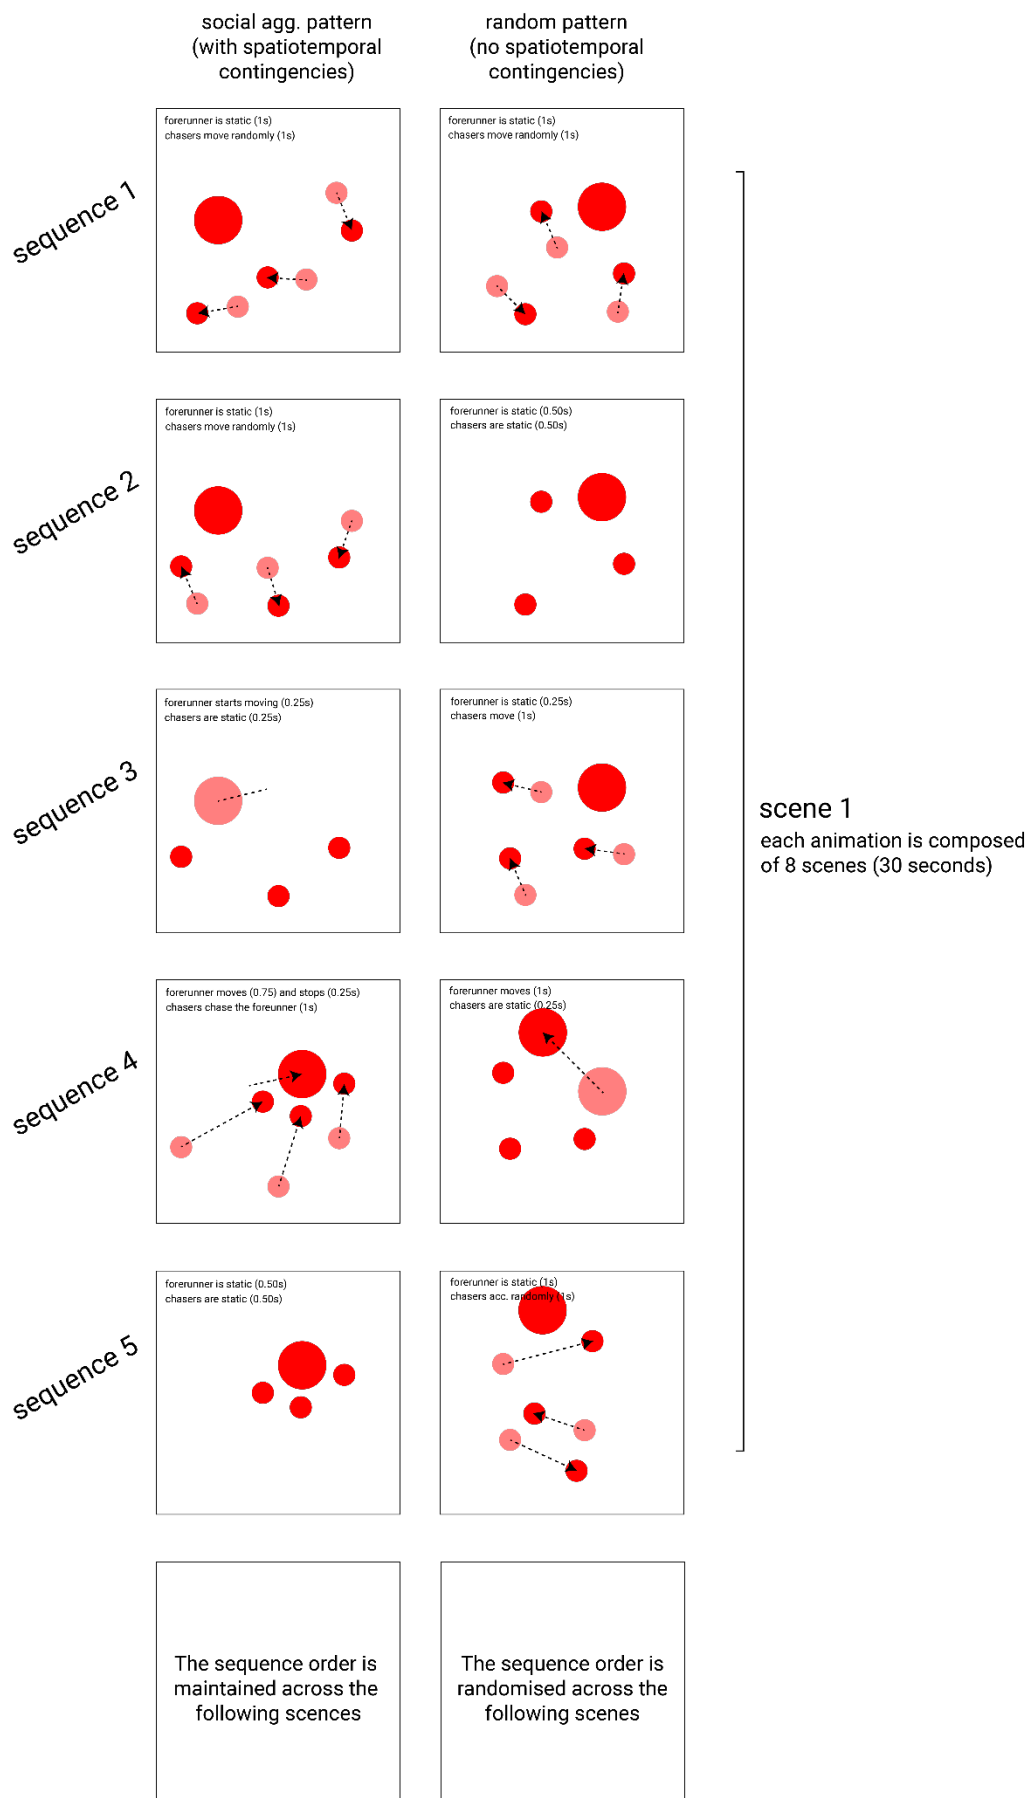 social agg. pattern
(with spatiotemporal
contingencies)
random pattern
(no spatiotemporal
contingencies)
sequence 1
forerunner is static (1s)
chasers move randomly (1s)
forerunner is static (1s)
chasers move randomly (1s)
sequence 2
forerunner is static (1s)
chasers move randomly (1s)
forerunner is static (0.50s)
chasers are static (0.50s)
sequence 3
forerunner starts moving (0.25s)
chasers are static (0.25s)
forerunner is static (0.25s)
chasers move (1s)
scene 1
each animation is composed
of 8 scenes (30 seconds)
sequence 4
forerunner moves (0.75) and stops (0.25s)
chasers chase the foreunner (1s)
forerunner moves (1s)
chasers are static (0.25s)
sequence 5
forerunner is static (0.50s)
chasers are static (0.50s)
forerunner is static (1s)
chasers acc. randomly (1s)
The sequence order is
maintained across the
following scences
The sequence order is
randomised across the
following scenes